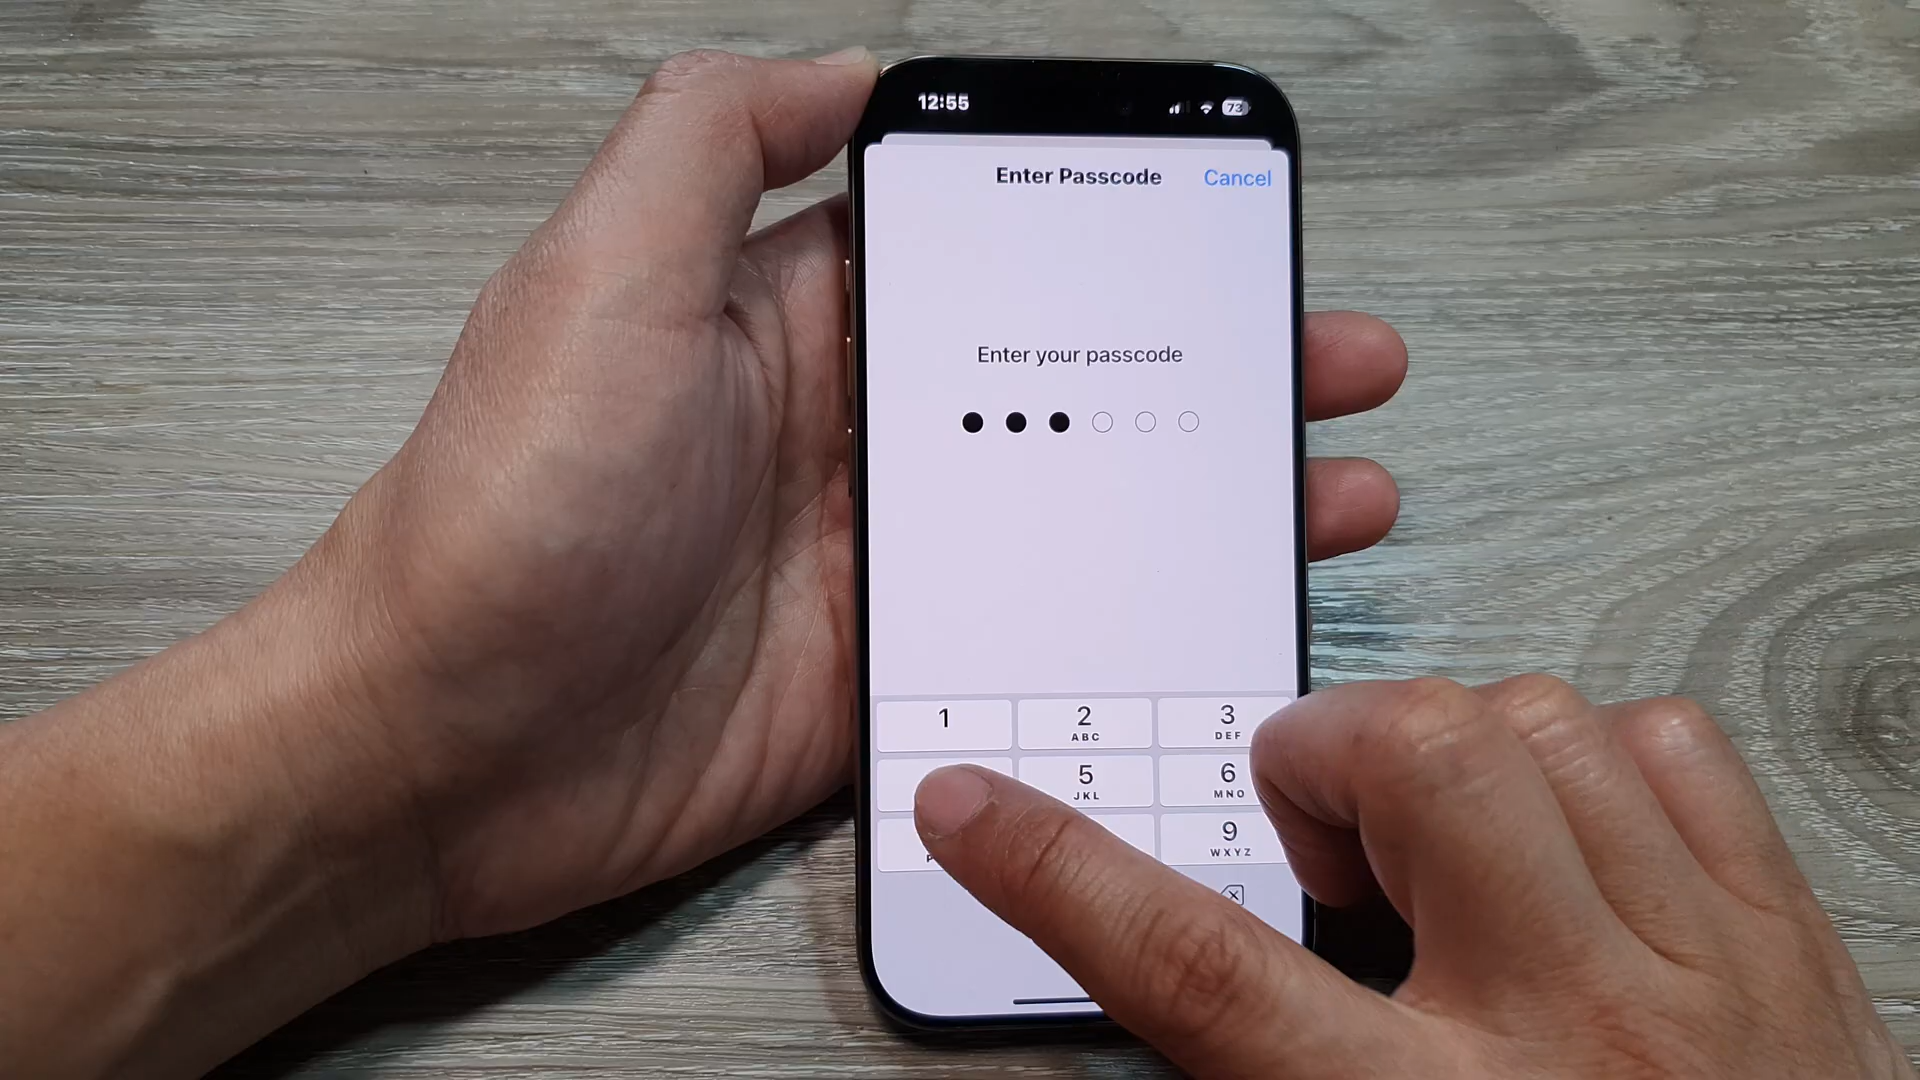 12:55
73
Enter Passcode
Cancel
Enter your passcode
1
2
ABC
3
DEF
5
JKL
6
MNO
9
WXYZ